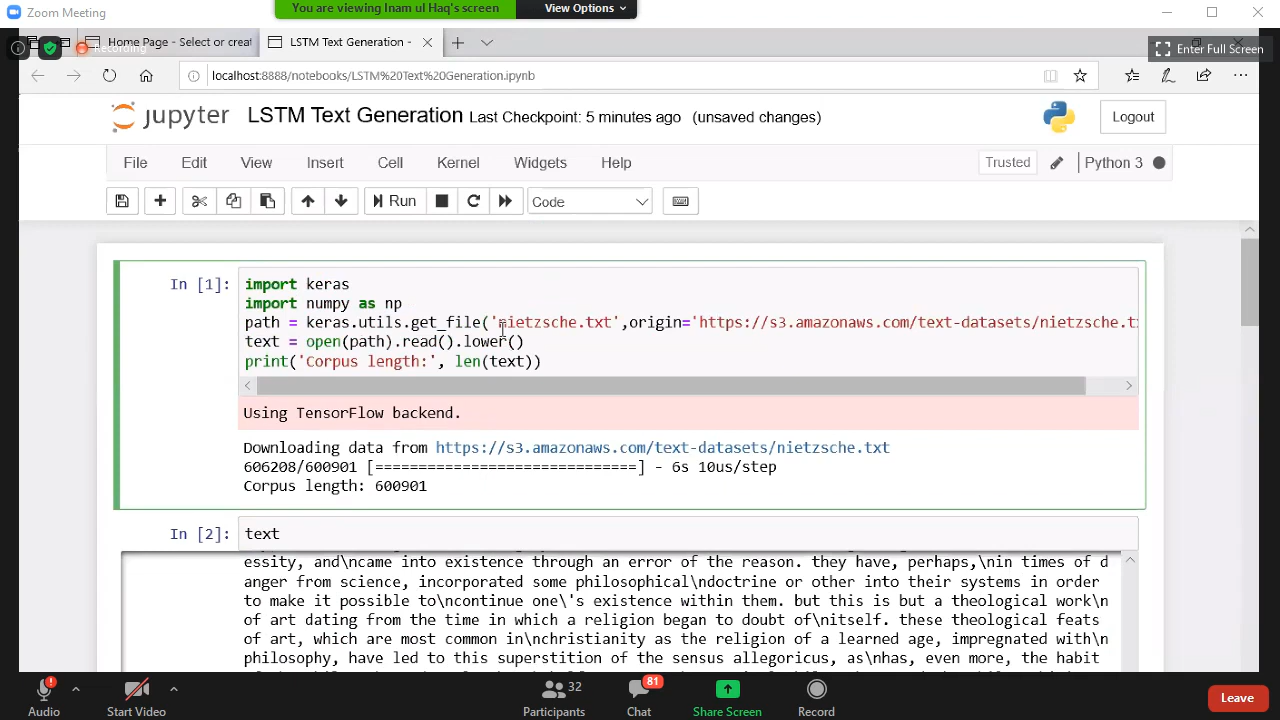 Zoom Meeting
You are viewing Inam ul Haq's screen
View Options
Recording
Home Page - Select or creat
LSTM Text Generation -
Enter Full Screen
localhost:8888/notebooks/LSTM%20Text%20Generation.ipynb
jupyter LSTM Text Generation Last Checkpoint: 5 minutes ago (unsaved changes)
Logout
File Edit View Insert Cell Kernel Widgets Help
Trusted
Python 3
Run
Code
In [1]:
import keras
import numpy as np
path = keras.utils.get_file('nietzsche.txt',origin='https://s3.amazonaws.com/text-datasets/nietzsche.t
text = open(path).read().lower()
print('Corpus length:', len(text))
Using TensorFlow backend.
Downloading data from https://s3.amazonaws.com/text-datasets/nietzsche.txt
606208/600901 [==============================] - 6s 10us/step
Corpus length: 600901
In [2]: text
essity, and\ncame into existence through an error of the reason. they have, perhaps,\nin times of d
anger from science, incorporated some philosophical\ndoctrine or other into their systems in order
to make it possible to\ncontinue one\'s existence within them. but this is but a theological work\n
of art dating from the time in which a religion began to doubt of\nitself. these theological feats
of art, which are most common in\nchristianity as the religion of a learned age, impregnated with\n
philosophy, have led to this superstition of the sensus allegoricus, as\nhas, even more, the habit
32
81
Audio
Start Video
Participants
Chat
Share Screen
Record
Leave